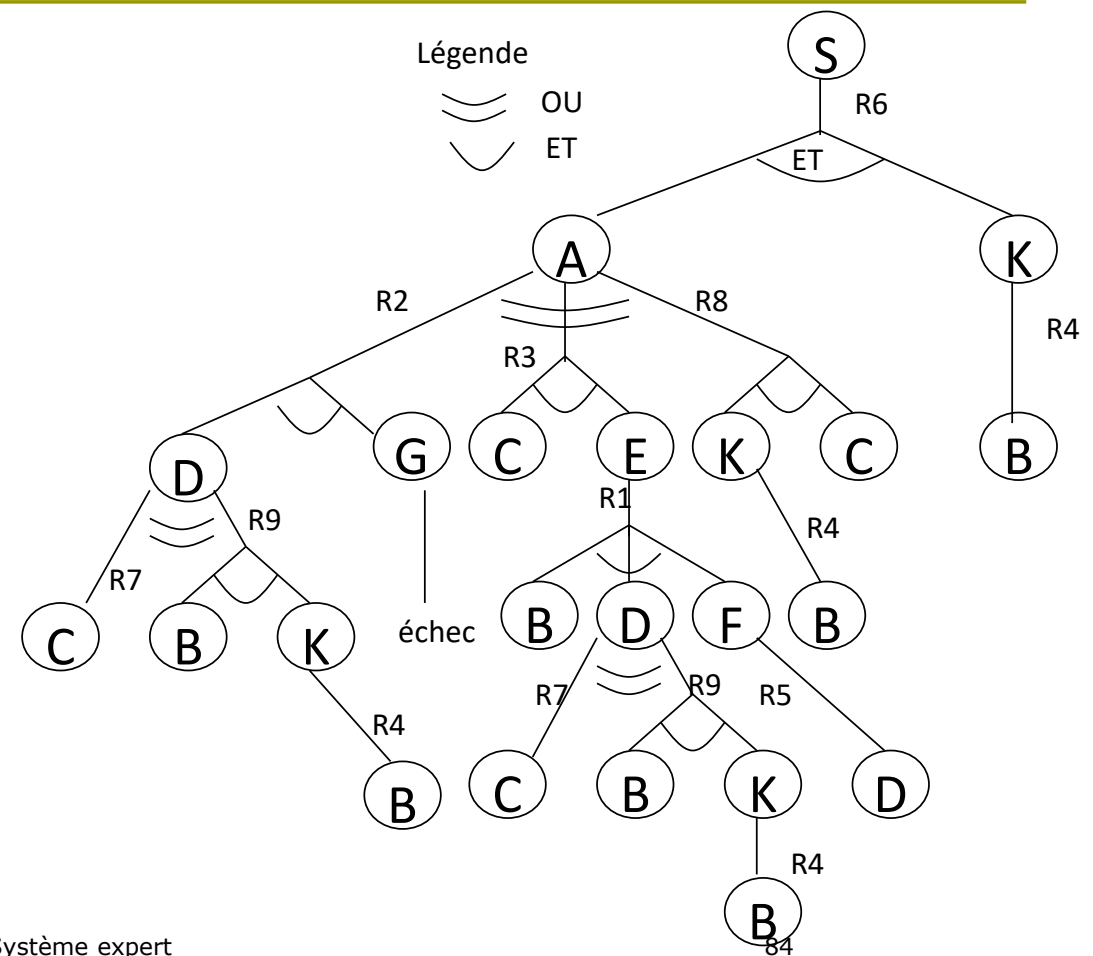 Légende
OU
ET
S
R6
ET
A
K
R2
R8
R4
R3
D
G
C
E
K
C
B
R1
R9
R4
R7
C
B
K
échec
B
D
F
B
R7
R9
R5
R4
B
C
B
K
D
R4
B
Système expert
84